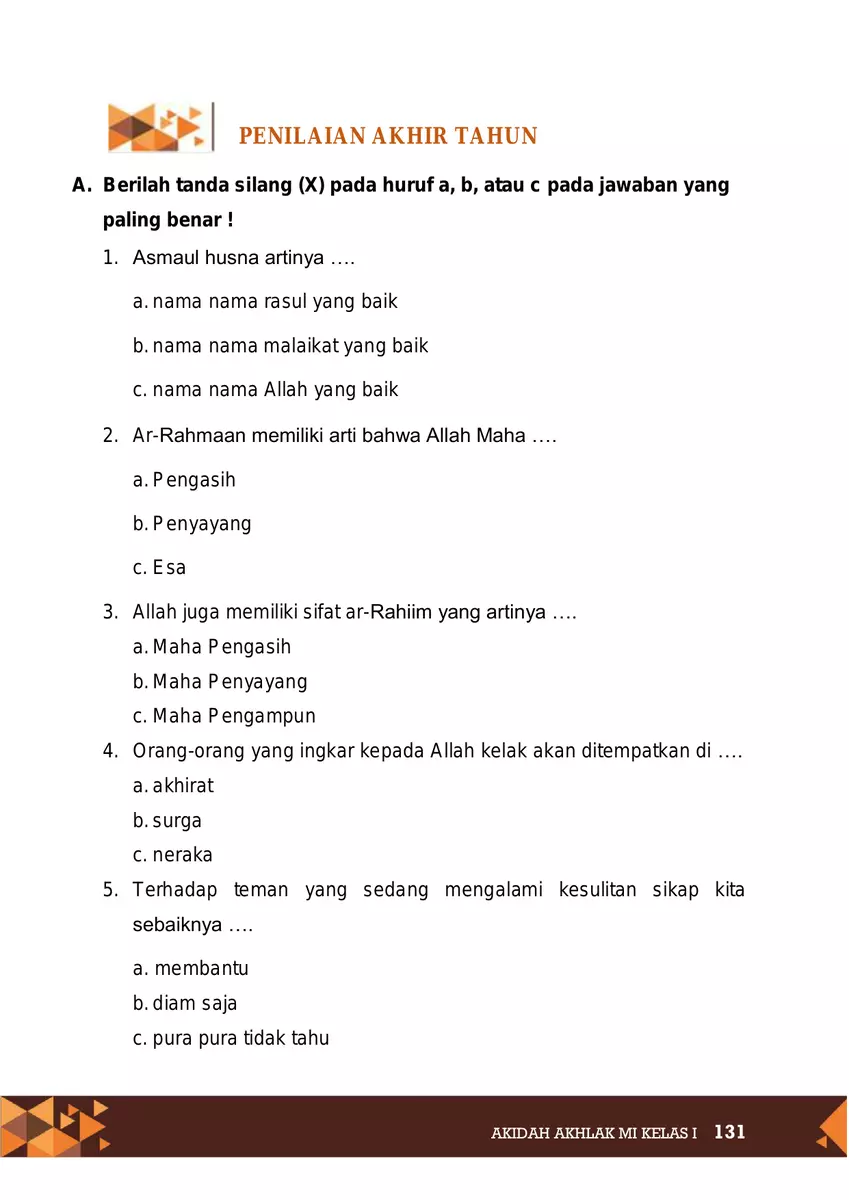 PENILAIAN AKHIR TAHUN
A. Berilah tanda silang (X) pada huruf a, b, atau c pada jawaban yang
paling benar !
1. Asmaul husna artinya ….
a. nama nama rasul yang baik
b. nama nama malaikat yang baik
c. nama nama Allah yang baik
2. Ar-Rahmaan memiliki arti bahwa Allah Maha ….
a. Pengasih
b. Penyayang
c. Esa
3. Allah juga memiliki sifat ar-Rahiim yang artinya ….
a. Maha Pengasih
b. Maha Penyayang
c. Maha Pengampun
4. Orang-orang yang ingkar kepada Allah kelak akan ditempatkan di ….
a. akhirat
b. surga
c. neraka
5. Terhadap teman yang sedang mengalami kesulitan sikap kita
sebaiknya ….
a. membantu
b. diam saja
c. pura pura tidak tahu
AKIDAH AKHLAK MI KELAS I 131